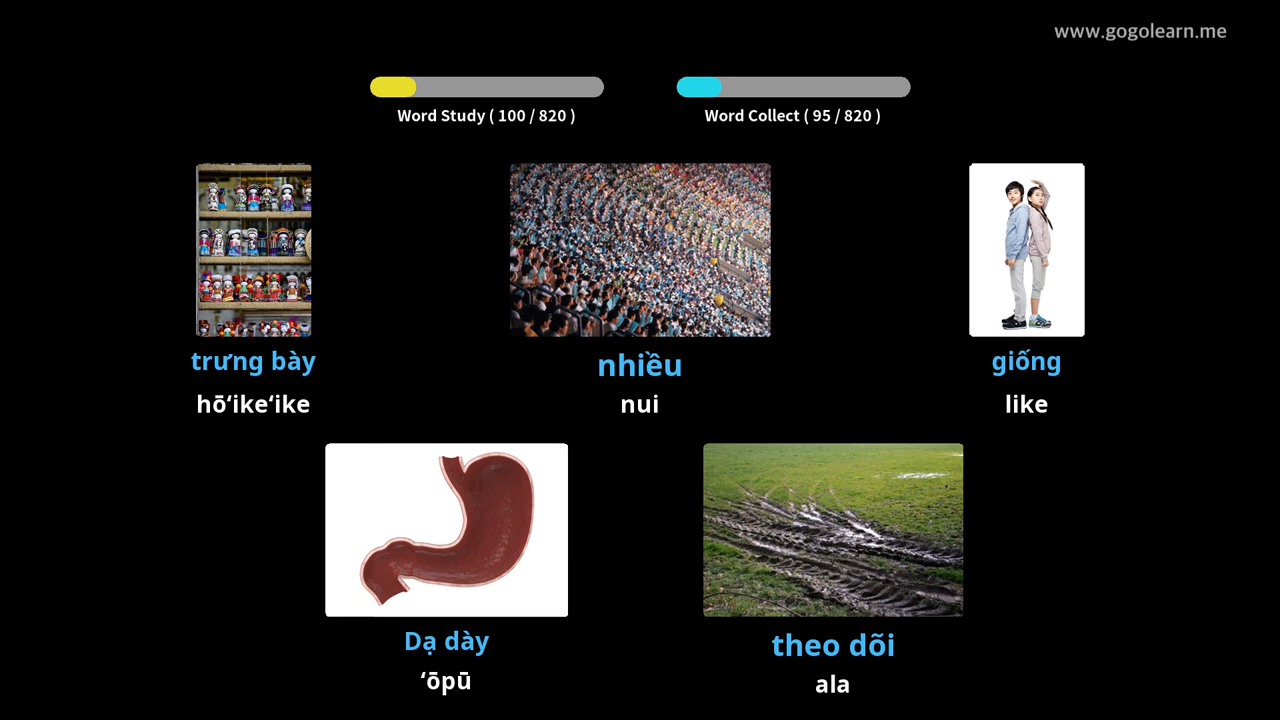 www.gogolearn.me
Word Study ( 100 / 820 )
Word Collect ( 95 / 820 )
trưng bày
hōʻikeʻike
nhiều
nui
giống
like
Dạ dày
ʻōpū
theo dõi
ala